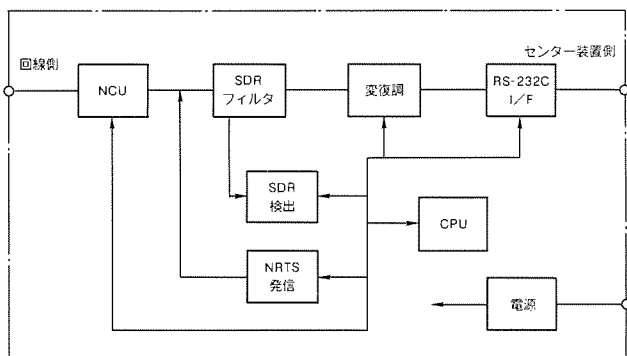 回線側
センター装置側
NCU
SDR
フィルタ
変復調
RS-232C
I/F
SDR
検出
CPU
NRTS
発信
電源